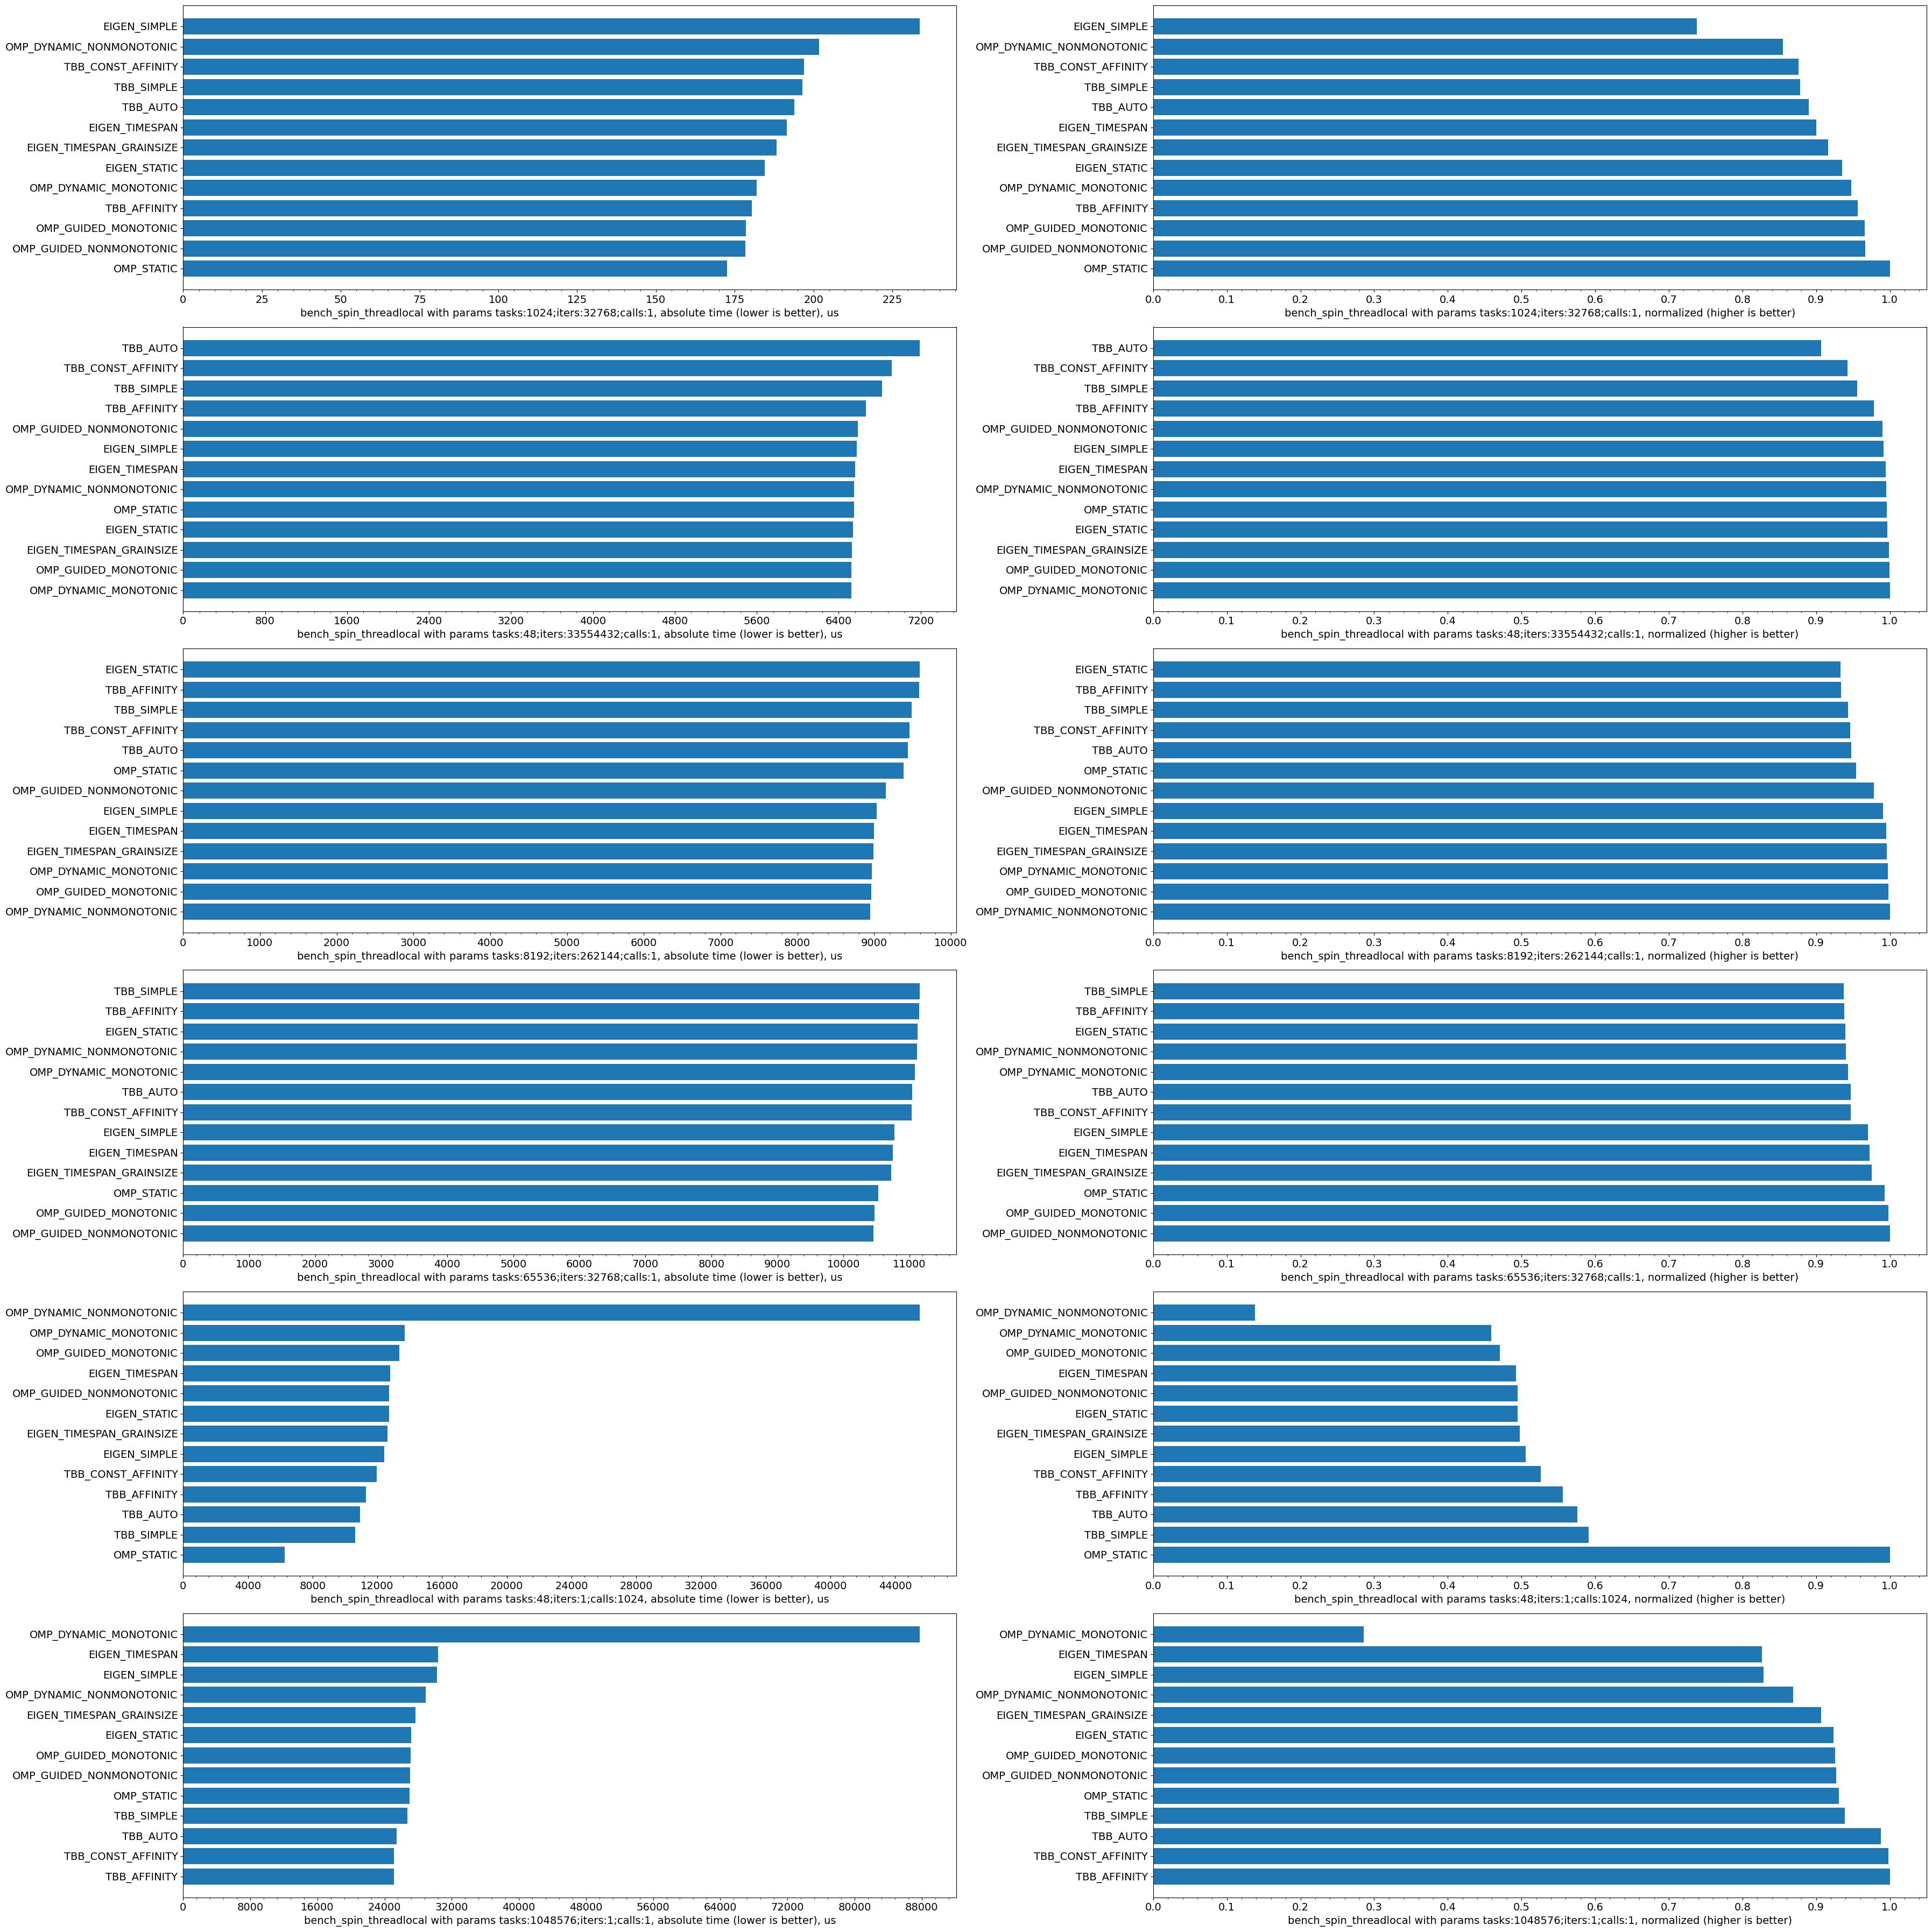 EIGEN_SIMPLE
OMP_DYNAMIC_NONMONOTONIC
TBB_CONST_AFFINITY
TBB_SIMPLE
TBB_AUTO
EIGEN_TIMESPAN
EIGEN_TIMESPAN_GRAINSIZE
EIGEN_STATIC
OMP_DYNAMIC_MONOTONIC
TBB_AFFINITY
OMP_GUIDED_MONOTONIC
OMP_GUIDED_NONMONOTONIC
OMP_STATIC
0 25 50 75 100 125 150 175 200 225
bench_spin_threadlocal with params tasks:1024;iters:32768;calls:1, absolute time (lower is better), us
EIGEN_SIMPLE
OMP_DYNAMIC_NONMONOTONIC
TBB_CONST_AFFINITY
TBB_SIMPLE
TBB_AUTO
EIGEN_TIMESPAN
EIGEN_TIMESPAN_GRAINSIZE
EIGEN_STATIC
OMP_DYNAMIC_MONOTONIC
TBB_AFFINITY
OMP_GUIDED_MONOTONIC
OMP_GUIDED_NONMONOTONIC
OMP_STATIC
0.0 0.1 0.2 0.3 0.4 0.5 0.6 0.7 0.8 0.9 1.0
bench_spin_threadlocal with params tasks:1024;iters:32768;calls:1, normalized (higher is better)
TBB_AUTO
TBB_CONST_AFFINITY
TBB_SIMPLE
TBB_AFFINITY
OMP_GUIDED_NONMONOTONIC
EIGEN_SIMPLE
EIGEN_TIMESPAN
OMP_DYNAMIC_NONMONOTONIC
OMP_STATIC
EIGEN_STATIC
EIGEN_TIMESPAN_GRAINSIZE
OMP_GUIDED_MONOTONIC
OMP_DYNAMIC_MONOTONIC
0 800 1600 2400 3200 4000 4800 5600 6400 7200
bench_spin_threadlocal with params tasks:48;iters:33554432;calls:1, absolute time (lower is better), us
TBB_AUTO
TBB_CONST_AFFINITY
TBB_SIMPLE
TBB_AFFINITY
OMP_GUIDED_NONMONOTONIC
EIGEN_SIMPLE
EIGEN_TIMESPAN
OMP_DYNAMIC_NONMONOTONIC
OMP_STATIC
EIGEN_STATIC
EIGEN_TIMESPAN_GRAINSIZE
OMP_GUIDED_MONOTONIC
OMP_DYNAMIC_MONOTONIC
0.0 0.1 0.2 0.3 0.4 0.5 0.6 0.7 0.8 0.9 1.0
bench_spin_threadlocal with params tasks:48;iters:33554432;calls:1, normalized (higher is better)
EIGEN_STATIC
TBB_AFFINITY
TBB_SIMPLE
TBB_CONST_AFFINITY
TBB_AUTO
OMP_STATIC
OMP_GUIDED_NONMONOTONIC
EIGEN_SIMPLE
EIGEN_TIMESPAN
EIGEN_TIMESPAN_GRAINSIZE
OMP_DYNAMIC_MONOTONIC
OMP_GUIDED_MONOTONIC
OMP_DYNAMIC_NONMONOTONIC
0 1000 2000 3000 4000 5000 6000 7000 8000 9000 10000
bench_spin_threadlocal with params tasks:8192;iters:262144;calls:1, absolute time (lower is better), us
EIGEN_STATIC
TBB_AFFINITY
TBB_SIMPLE
TBB_CONST_AFFINITY
TBB_AUTO
OMP_STATIC
OMP_GUIDED_NONMONOTONIC
EIGEN_SIMPLE
EIGEN_TIMESPAN
EIGEN_TIMESPAN_GRAINSIZE
OMP_DYNAMIC_MONOTONIC
OMP_GUIDED_MONOTONIC
OMP_DYNAMIC_NONMONOTONIC
0.0 0.1 0.2 0.3 0.4 0.5 0.6 0.7 0.8 0.9 1.0
bench_spin_threadlocal with params tasks:8192;iters:262144;calls:1, normalized (higher is better)
TBB_SIMPLE
TBB_AFFINITY
EIGEN_STATIC
OMP_DYNAMIC_NONMONOTONIC
OMP_DYNAMIC_MONOTONIC
TBB_AUTO
TBB_CONST_AFFINITY
EIGEN_SIMPLE
EIGEN_TIMESPAN
EIGEN_TIMESPAN_GRAINSIZE
OMP_STATIC
OMP_GUIDED_MONOTONIC
OMP_GUIDED_NONMONOTONIC
0 1000 2000 3000 4000 5000 6000 7000 8000 9000 10000 11000
bench_spin_threadlocal with params tasks:65536;iters:32768;calls:1, absolute time (lower is better), us
TBB_SIMPLE
TBB_AFFINITY
EIGEN_STATIC
OMP_DYNAMIC_NONMONOTONIC
OMP_DYNAMIC_MONOTONIC
TBB_AUTO
TBB_CONST_AFFINITY
EIGEN_SIMPLE
EIGEN_TIMESPAN
EIGEN_TIMESPAN_GRAINSIZE
OMP_STATIC
OMP_GUIDED_MONOTONIC
OMP_GUIDED_NONMONOTONIC
0.0 0.1 0.2 0.3 0.4 0.5 0.6 0.7 0.8 0.9 1.0
bench_spin_threadlocal with params tasks:65536;iters:32768;calls:1, normalized (higher is better)
OMP_DYNAMIC_NONMONOTONIC
OMP_DYNAMIC_MONOTONIC
OMP_GUIDED_MONOTONIC
EIGEN_TIMESPAN
OMP_GUIDED_NONMONOTONIC
EIGEN_STATIC
EIGEN_TIMESPAN_GRAINSIZE
EIGEN_SIMPLE
TBB_CONST_AFFINITY
TBB_AFFINITY
TBB_AUTO
TBB_SIMPLE
OMP_STATIC
0 4000 8000 12000 16000 20000 24000 28000 32000 36000 40000 44000
bench_spin_threadlocal with params tasks:48;iters:1;calls:1024, absolute time (lower is better), us
OMP_DYNAMIC_NONMONOTONIC
OMP_DYNAMIC_MONOTONIC
OMP_GUIDED_MONOTONIC
EIGEN_TIMESPAN
OMP_GUIDED_NONMONOTONIC
EIGEN_STATIC
EIGEN_TIMESPAN_GRAINSIZE
EIGEN_SIMPLE
TBB_CONST_AFFINITY
TBB_AFFINITY
TBB_AUTO
TBB_SIMPLE
OMP_STATIC
0.0 0.1 0.2 0.3 0.4 0.5 0.6 0.7 0.8 0.9 1.0
bench_spin_threadlocal with params tasks:48;iters:1;calls:1024, normalized (higher is better)
OMP_DYNAMIC_MONOTONIC
EIGEN_TIMESPAN
EIGEN_SIMPLE
OMP_DYNAMIC_NONMONOTONIC
EIGEN_TIMESPAN_GRAINSIZE
EIGEN_STATIC
OMP_GUIDED_MONOTONIC
OMP_GUIDED_NONMONOTONIC
OMP_STATIC
TBB_SIMPLE
TBB_AUTO
TBB_CONST_AFFINITY
TBB_AFFINITY
0 8000 16000 24000 32000 40000 48000 56000 64000 72000 80000 88000
bench_spin_threadlocal with params tasks:1048576;iters:1;calls:1, absolute time (lower is better), us
OMP_DYNAMIC_MONOTONIC
EIGEN_TIMESPAN
EIGEN_SIMPLE
OMP_DYNAMIC_NONMONOTONIC
EIGEN_TIMESPAN_GRAINSIZE
EIGEN_STATIC
OMP_GUIDED_MONOTONIC
OMP_GUIDED_NONMONOTONIC
OMP_STATIC
TBB_SIMPLE
TBB_AUTO
TBB_CONST_AFFINITY
TBB_AFFINITY
0.0 0.1 0.2 0.3 0.4 0.5 0.6 0.7 0.8 0.9 1.0
bench_spin_threadlocal with params tasks:1048576;iters:1;calls:1, normalized (higher is better)